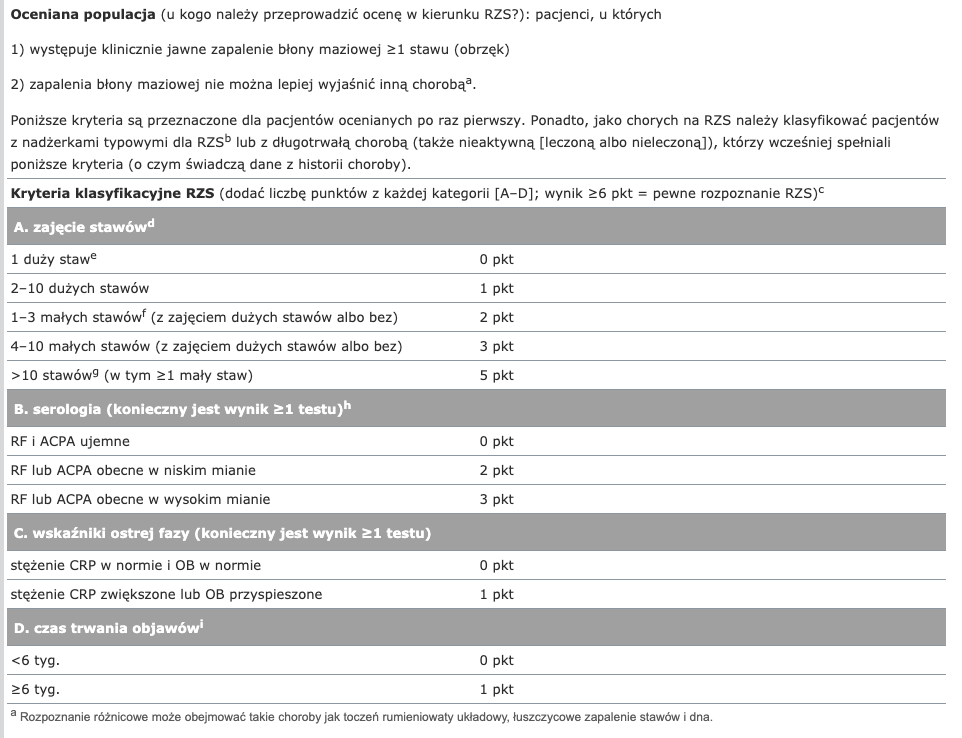 Oceniana populacja (u kogo należy przeprowadzić ocenę w kierunku RZS?): pacjenci, u których
1) występuje klinicznie jawne zapalenie błony maziowej ≥1 stawu (obrzęk)
2) zapalenia błony maziowej nie można lepiej wyjaśnić inną chorobąᵃ.
Poniższe kryteria są przeznaczone dla pacjentów ocenianych po raz pierwszy. Ponadto, jako chorych na RZS należy klasyfikować pacjentów
z nadżerkami typowymi dla RZSᵇ lub z długotrwałą chorobą (także nieaktywną [leczoną albo nieleczoną]), którzy wcześniej spełniali
poniższe kryteria (o czym świadczą dane z historii choroby).
Kryteria klasyfikacyjne RZS (dodać liczbę punktów z każdej kategorii [A–D]; wynik ≥6 pkt = pewne rozpoznanie RZS)ᶜ
A. zajęcie stawówᵈ
1 duży stawᵉ 0 pkt
2–10 dużych stawów 1 pkt
1–3 małych stawówᶠ (z zajęciem dużych stawów albo bez) 2 pkt
4–10 małych stawów (z zajęciem dużych stawów albo bez) 3 pkt
>10 stawówᵍ (w tym ≥1 mały staw) 5 pkt
B. serologia (konieczny jest wynik ≥1 testu)ʰ
RF i ACPA ujemne 0 pkt
RF lub ACPA obecne w niskim mianie 2 pkt
RF lub ACPA obecne w wysokim mianie 3 pkt
C. wskaźniki ostrej fazy (konieczny jest wynik ≥1 testu)
stężenie CRP w normie i OB w normie 0 pkt
stężenie CRP zwiększone lub OB przyspieszone 1 pkt
D. czas trwania objawówⁱ
<6 tyg. 0 pkt
≥6 tyg. 1 pkt
ᵃ Rozpoznanie różnicowe może obejmować takie choroby jak toczeń rumieniowaty układowy, łuszczycowe zapalenie stawów i dna.